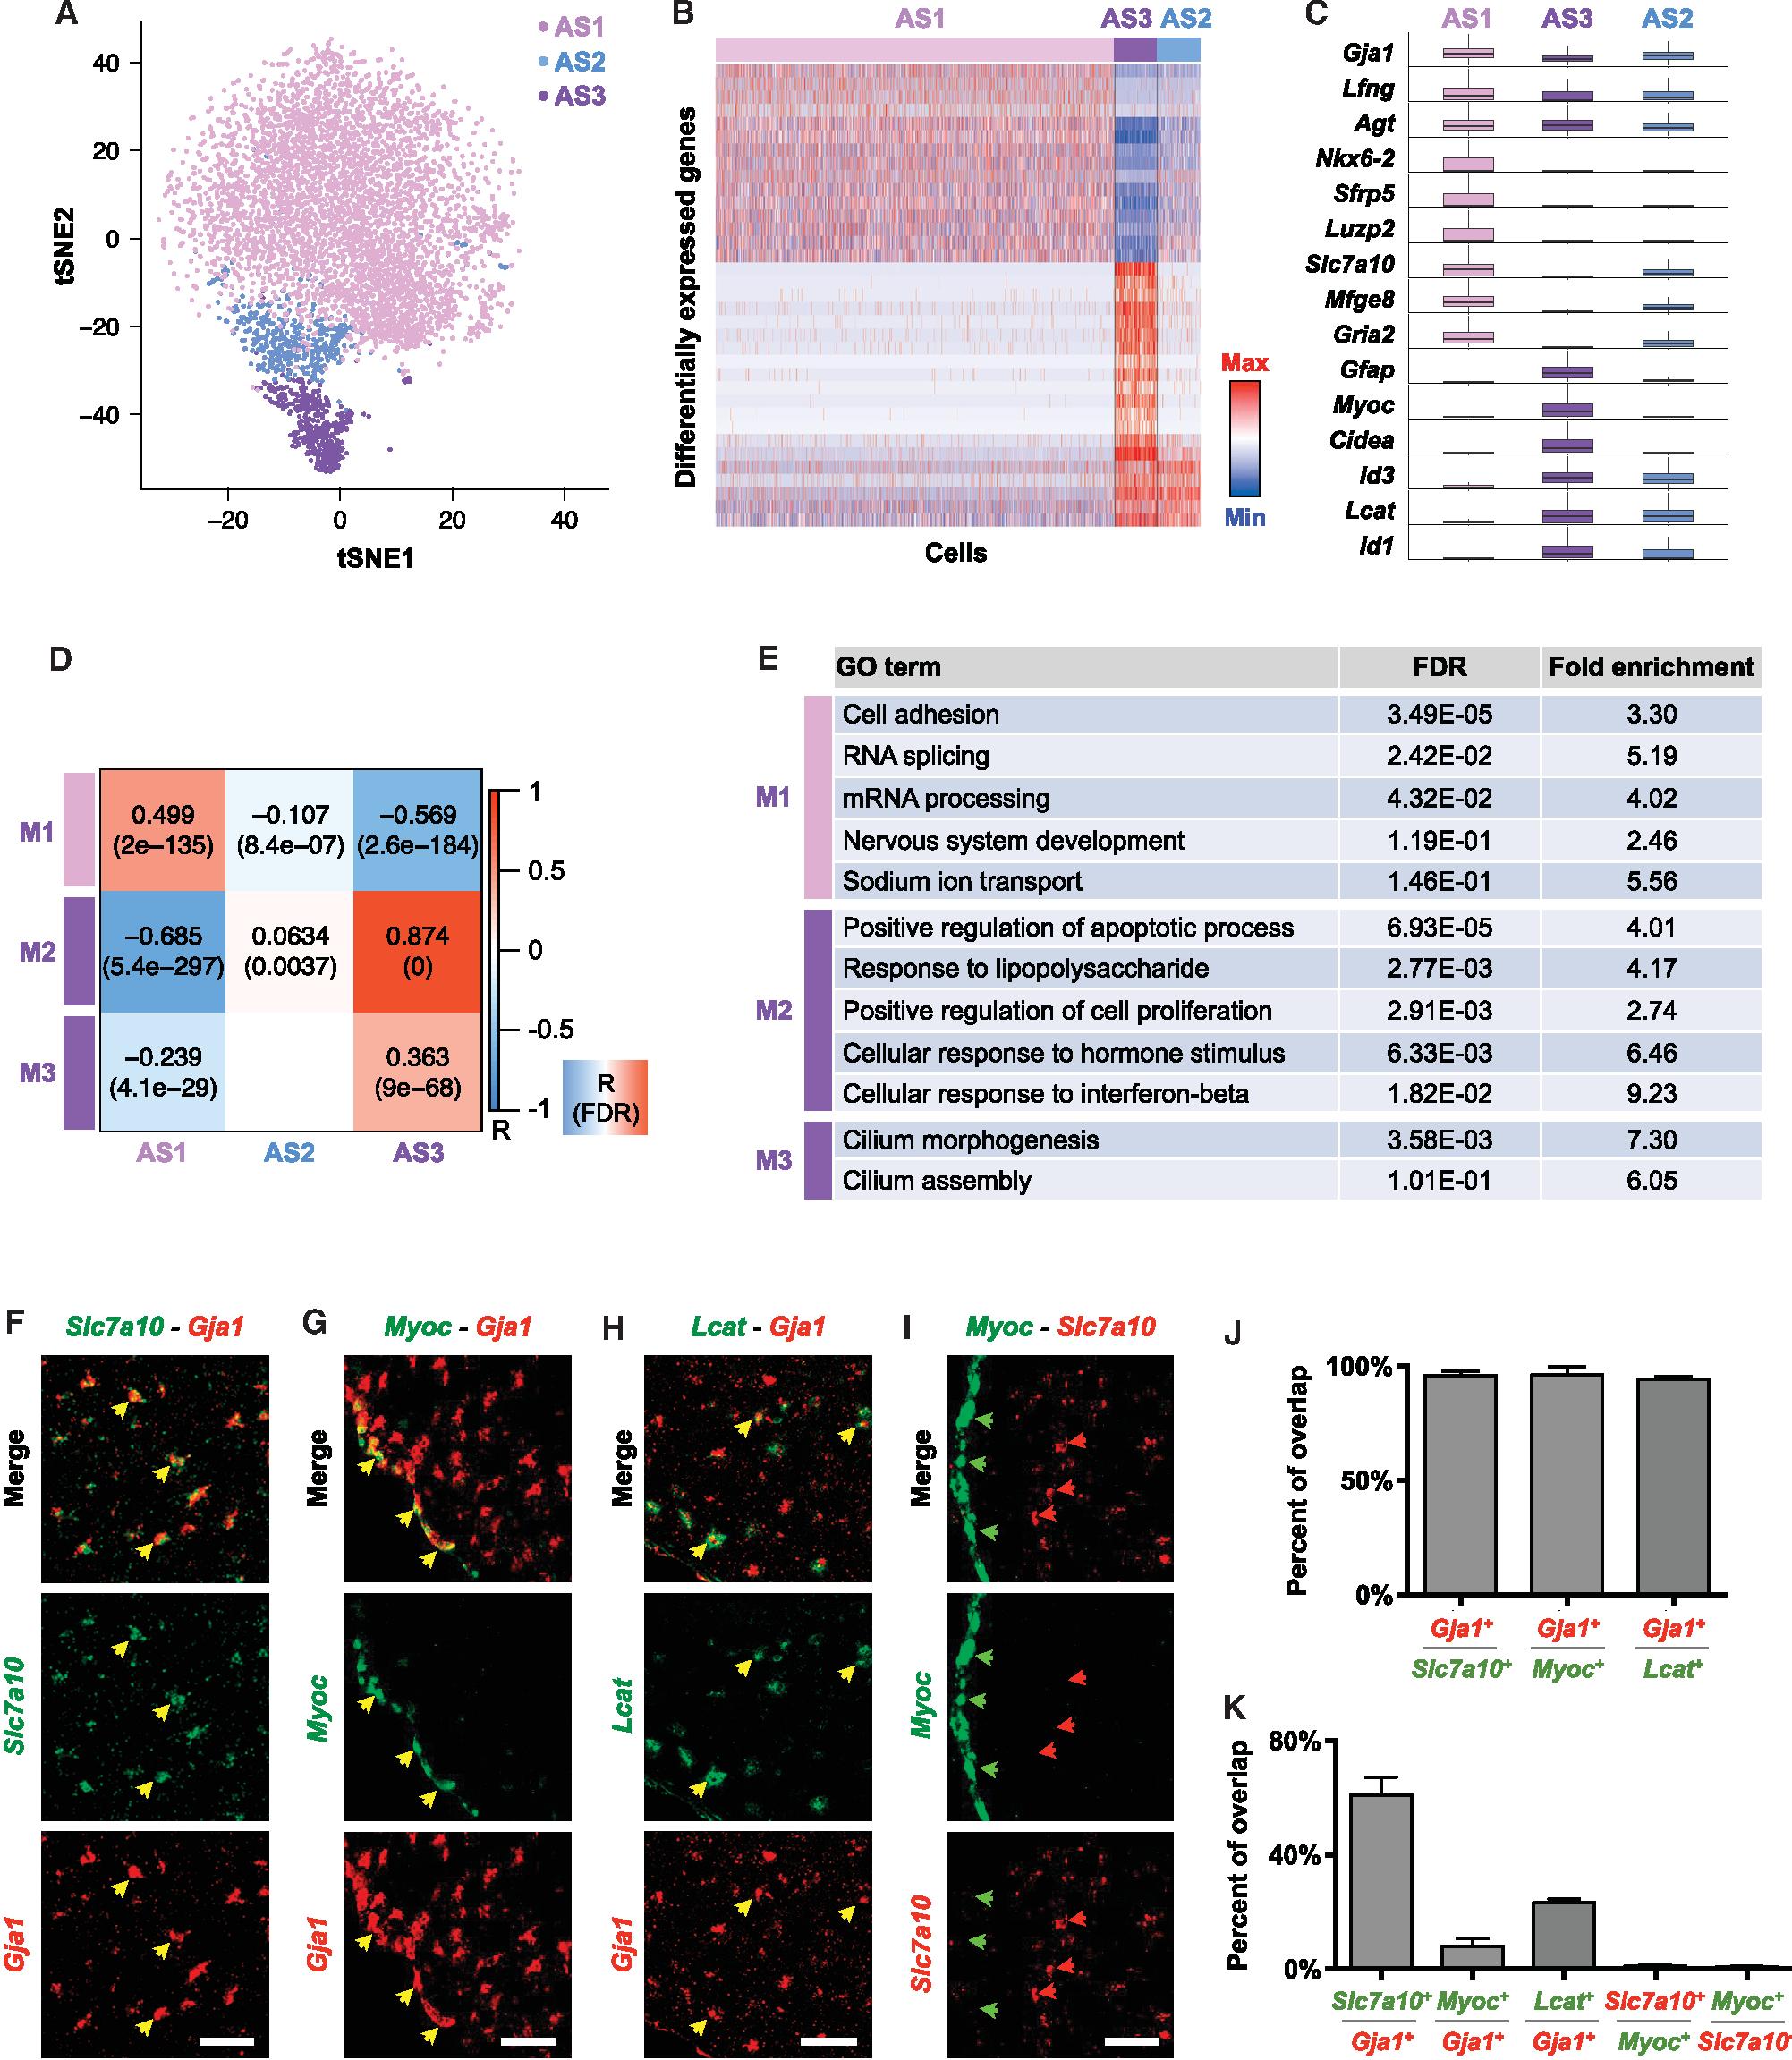 A
AS1
AS2
AS3
tSNE2
40
20
0
−20
−40
−20
0
20
40
tSNE1
B
AS1
AS3
AS2
Differentially expressed genes
Cells
Max
Min
C
AS1
AS3
AS2
Gja1
Lfng
Agt
Nkx6-2
Sfrp5
Luzp2
Slc7a10
Mfge8
Gria2
Gfap
Myoc
Cidea
Id3
Lcat
Id1
D
M1
0.499
(2e−135)
−0.107
(8.4e−07)
−0.569
(2.6e−184)
M2
−0.685
(5.4e−297)
0.0634
(0.0037)
0.874
(0)
M3
−0.239
(4.1e−29)
0.363
(9e−68)
AS1
AS2
AS3
1
0.5
0
-0.5
-1
R
R
(FDR)
E
GO term FDR Fold enrichment
M1
Cell adhesion 3.49E-05 3.30
RNA splicing 2.42E-02 5.19
mRNA processing 4.32E-02 4.02
Nervous system development 1.19E-01 2.46
Sodium ion transport 1.46E-01 5.56
M2
Positive regulation of apoptotic process 6.93E-05 4.01
Response to lipopolysaccharide 2.77E-03 4.17
Positive regulation of cell proliferation 2.91E-03 2.74
Cellular response to hormone stimulus 6.33E-03 6.46
Cellular response to interferon-beta 1.82E-02 9.23
M3
Cilium morphogenesis 3.58E-03 7.30
Cilium assembly 1.01E-01 6.05
F
Slc7a10 - Gja1
Merge
Slc7a10
Gja1
G
Myoc - Gja1
Merge
Myoc
Gja1
H
Lcat - Gja1
Merge
Lcat
Gja1
I
Myoc - Slc7a10
Merge
Myoc
Slc7a10
J
Percent of overlap
100%
50%
0%
Gja1+ Gja1+ Gja1+
Slc7a10+ Myoc+ Lcat+
K
Percent of overlap
80%
40%
0%
Slc7a10+ Myoc+ Lcat+ Slc7a10+ Myoc+
Gja1+ Gja1+ Gja1+ Myoc+ Slc7a10